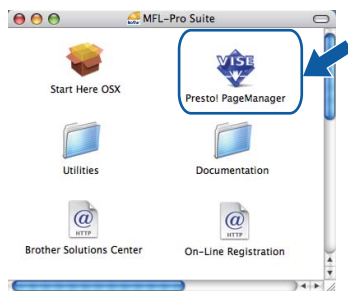 MFL-Pro Suite
Start Here OSX
VISE
Presto! PageManager
Utilities
Documentation
@
HTTP
Brother Solutions Center
@
HTTP
On-Line Registration